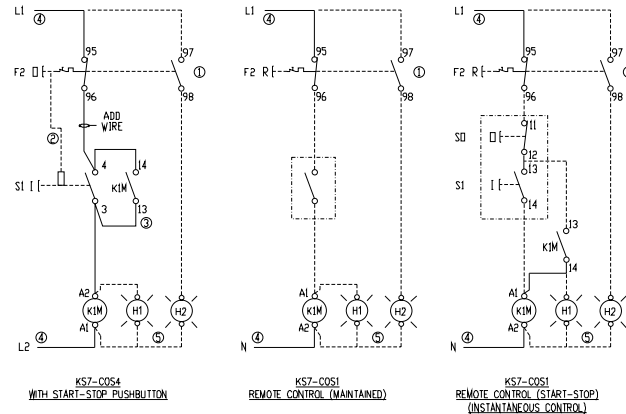 L1 ④ L1 ④ L1 ④
95 97 95 97 95 97
F2 ① F2 R ① F2 R
96 98 96 98 96 98
ADD
WIRE
②
11
S0
12
4 14 13
S1 I K1M S1 I
3 13 14
③
13
K1M
14
A2 A1 A1
K1M H1 H2 K1M H1 H2 K1M H1 H2
A1 A2 A2
④ ⑤ ④ ⑤ ④ ⑤
L2 N N
KS7-COS4
WITH START-STOP PUSHBUTTON
KS7-COS1
REMOTE CONTROL (MAINTAINED)
KS7-COS1
REMOTE CONTROL (START-STOP)
(INSTANTANEOUS CONTROL)